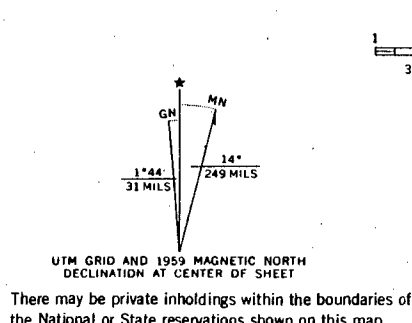 1
3
★
GN
MN
1°44'
31 MILS
14°
249 MILS
UTM GRID AND 1959 MAGNETIC NORTH
DECLINATION AT CENTER OF SHEET
There may be private inholdings within the boundaries of
the National or State reservations shown on this map